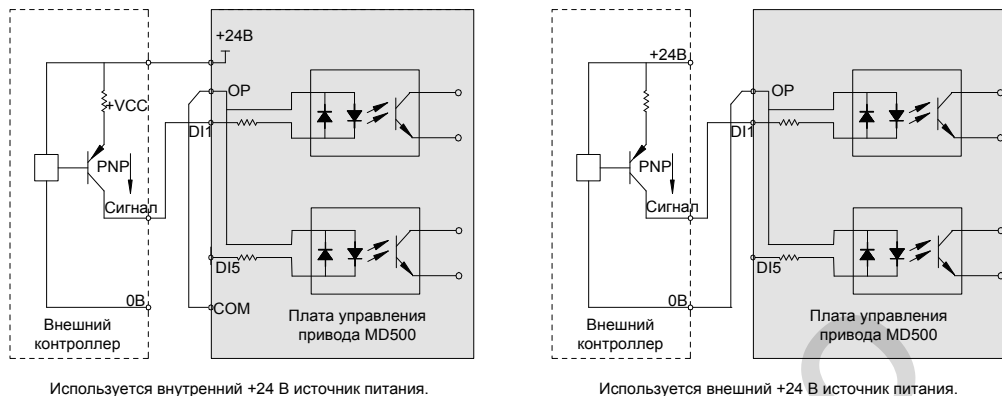 +24В
OP
+VCC
DI1
PNP
Сигнал
DI5
0В
COM
Внешний
контроллер
Плата управления
привода MD500
Используется внутренний +24 В источник питания.
+24В
OP
DI1
PNP
Сигнал
DI5
0В
Внешний
контроллер
Плата управления
привода MD500
Используется внешний +24 В источник питания.